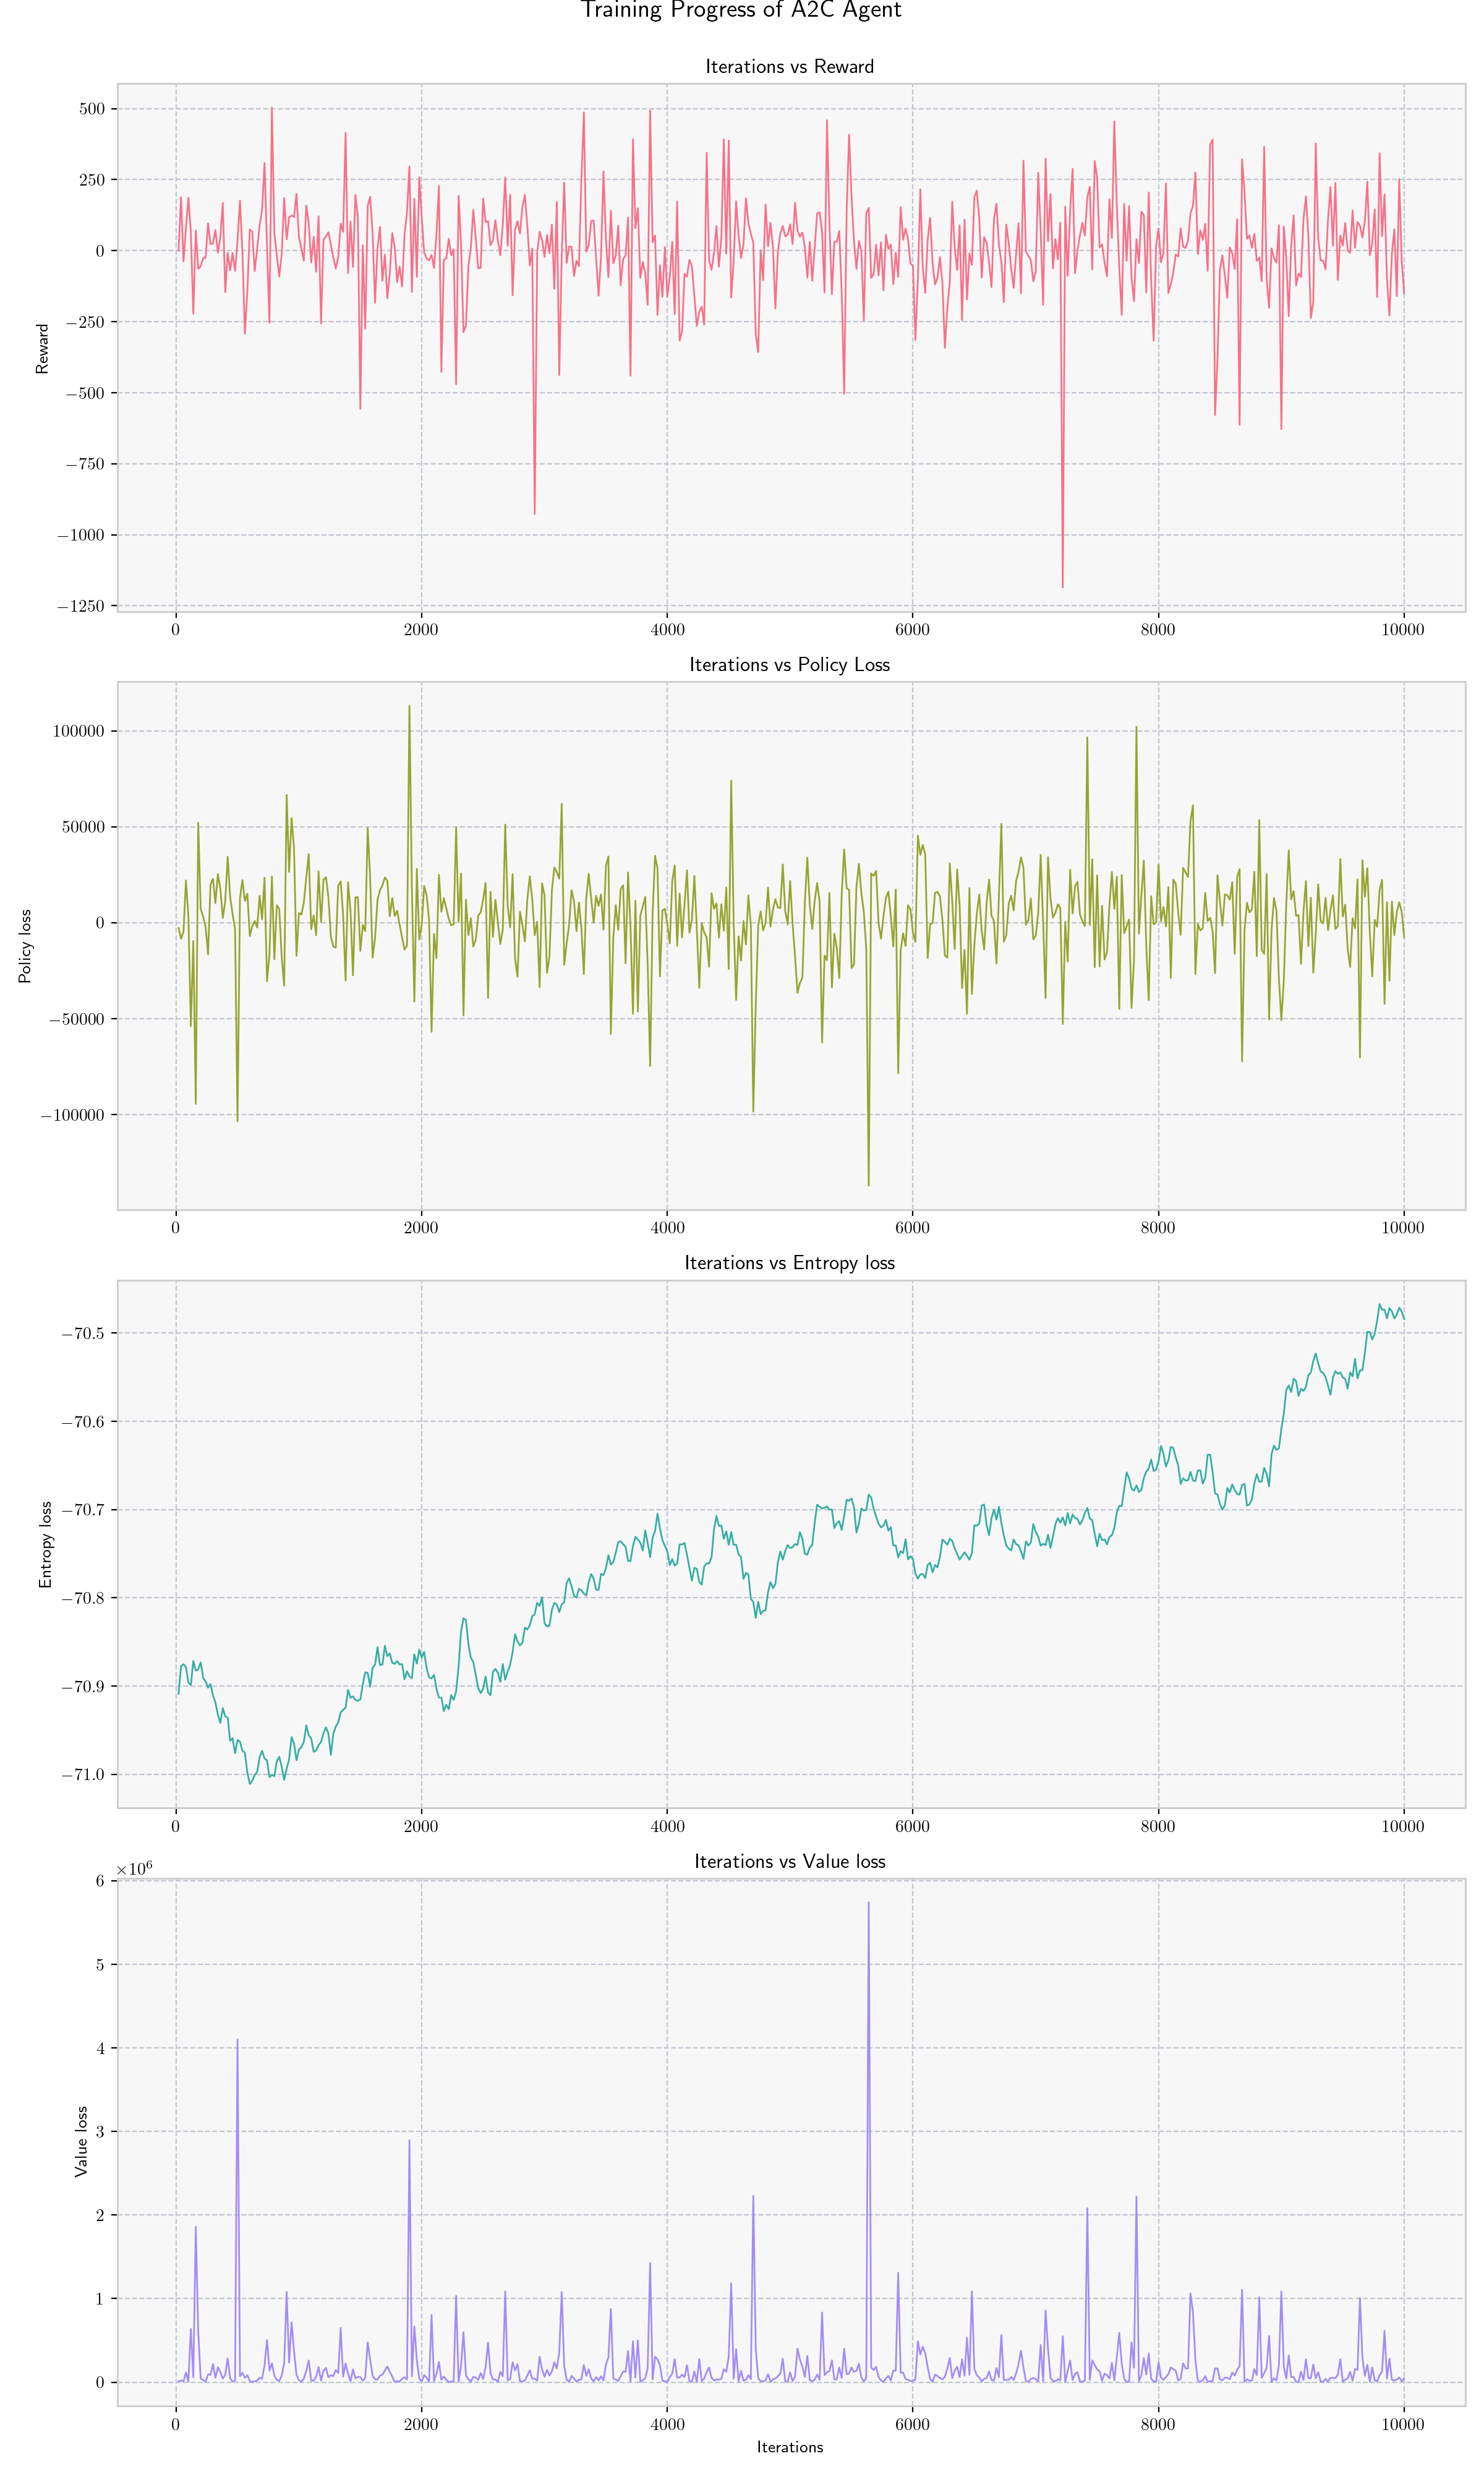 Training Progress of A2C Agent
Iterations vs Reward
Reward
500
250
0
−250
−500
−750
−1000
−1250
0 2000 4000 6000 8000 10000
Iterations vs Policy Loss
Policy loss
100000
50000
0
−50000
−100000
0 2000 4000 6000 8000 10000
Iterations vs Entropy loss
Entropy loss
−70.5
−70.6
−70.7
−70.8
−70.9
−71.0
0 2000 4000 6000 8000 10000
Iterations vs Value loss
×10⁶
Value loss
6
5
4
3
2
1
0
0 2000 4000 6000 8000 10000
Iterations